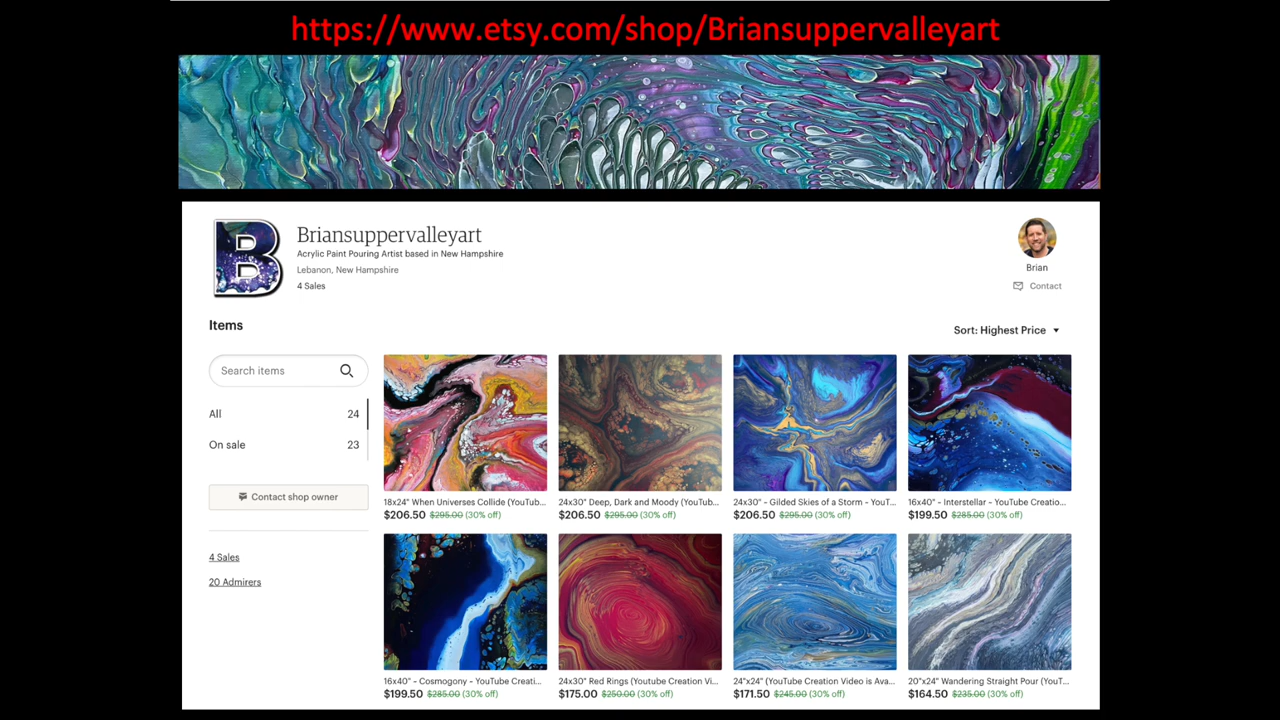 https://www.etsy.com/shop/Briansuppervalleyart
B
Briansuppervalleyart
Acrylic Paint Pouring Artist based in New Hampshire
Lebanon, New Hampshire
4 Sales
Brian
Contact
Items
Sort: Highest Price
Search items
All 24
On sale 23
Contact shop owner
4 Sales
20 Admirers
18x24" When Universes Collide (YouTub...
$206.50 $295.00 (30% off)
24x30" Deep, Dark and Moody (YouTub...
$206.50 $295.00 (30% off)
24x30" - Gilded Skies of a Storm - YouT...
$206.50 $295.00 (30% off)
16x40" - Interstellar - YouTube Creatio...
$199.50 $285.00 (30% off)
16x40" - Cosmogony - YouTube Creati...
$199.50 $285.00 (30% off)
24x30" Red Rings (Youtube Creation Vi...
$175.00 $250.00 (30% off)
24"x24" (YouTube Creation Video is Ava...
$171.50 $245.00 (30% off)
20"x24" Wandering Straight Pour (YouT...
$164.50 $235.00 (30% off)